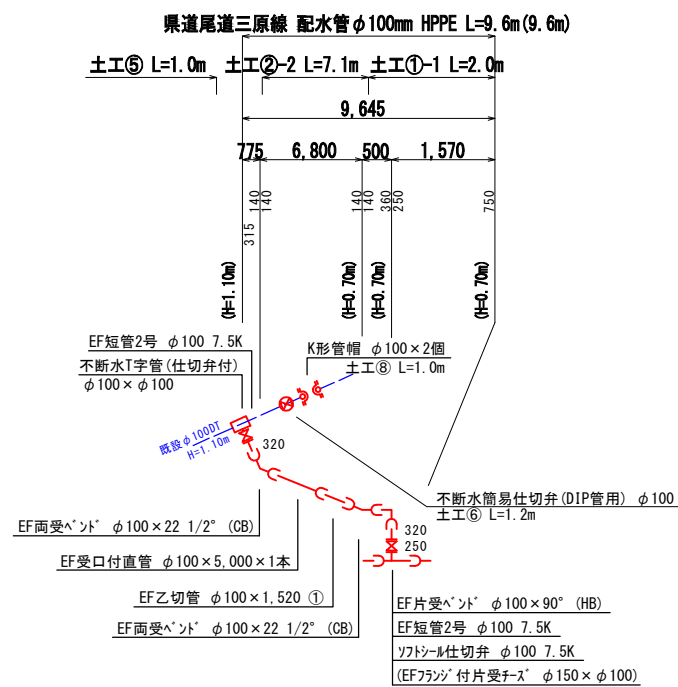 県道尾道三原線 配水管φ100mm HPPE L=9.6m(9.6m)
土工⑤ L=1.0m 土工②-2 L=7.1m 土工①-1 L=2.0m
9,645
775 6,800 500 1,570
315 140 140 140 140 360 250 750
(H=1.10m) (H=0.70m) (H=0.70m) (H=0.70m)
EF短管2号 φ100 7.5K
不断水T字管(仕切弁付)
φ100×φ100
K形管帽 φ100×2個
土工⑧ L=1.0m
既設φ100DT
H=1.10m
320
不断水簡易仕切弁(DIP管用) φ100
土工⑥ L=1.2m
EF両受ベンド φ100×22 1/2° (CB)
320
250
EF受口付直管 φ100×5,000×1本
EF乙切管 φ100×1,520 ①
EF片受ベンド φ100×90° (HB)
EF両受ベンド φ100×22 1/2° (CB)
EF短管2号 φ100 7.5K
ソフトシール仕切弁 φ100 7.5K
(EFフランジ付片受チーズ φ150×φ100)